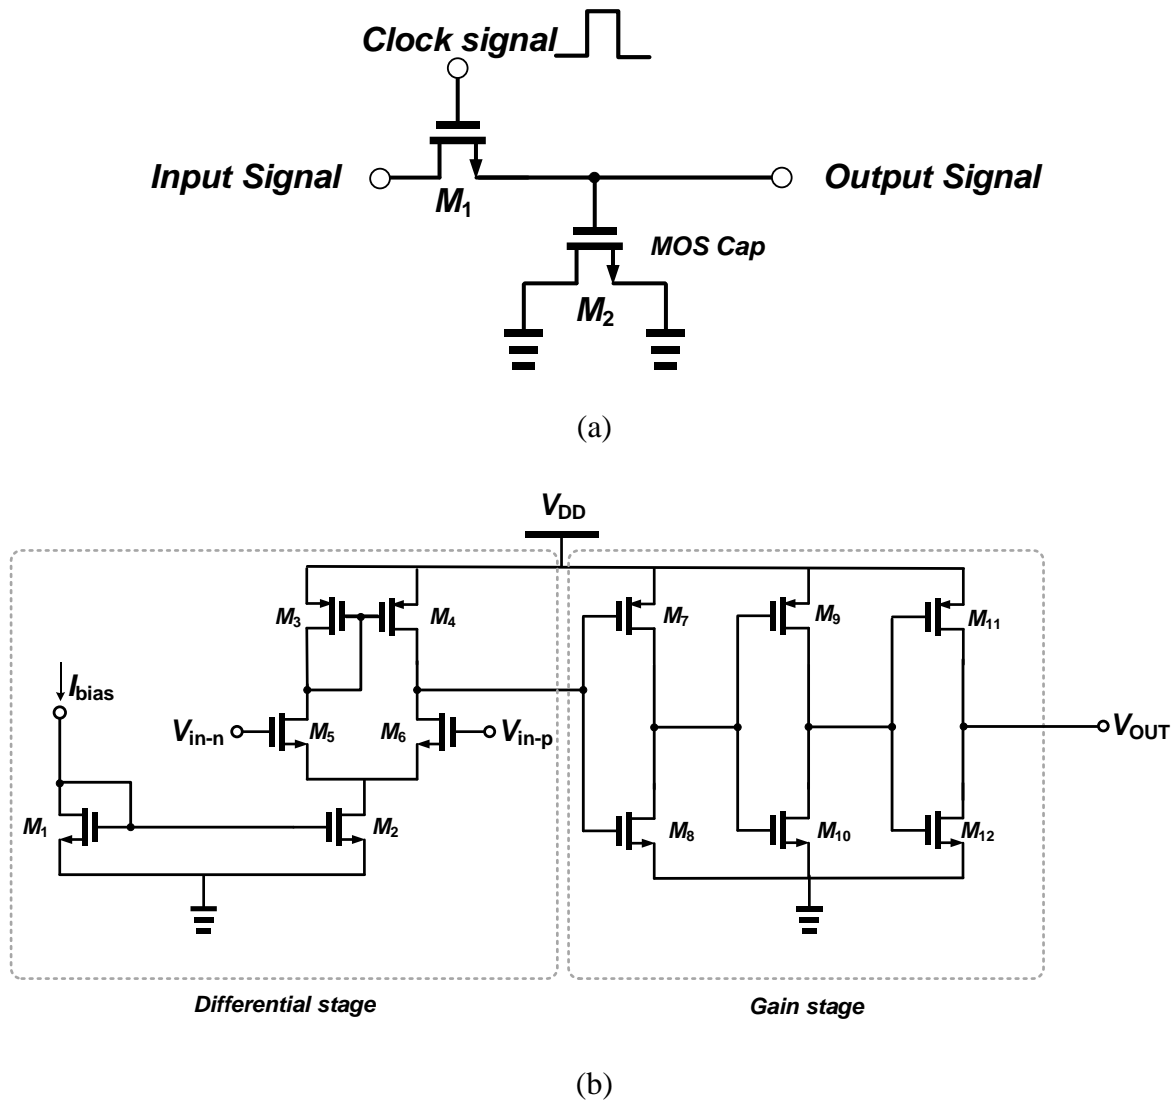 Clock signal
Input Signal
M1
Output Signal
MOS Cap
M2
(a)
VDD
M3
M4
M7
M9
M11
Ibias
Vin-n
M5
M6
Vin-p
VOUT
M1
M2
M8
M10
M12
Differential stage
Gain stage
(b)